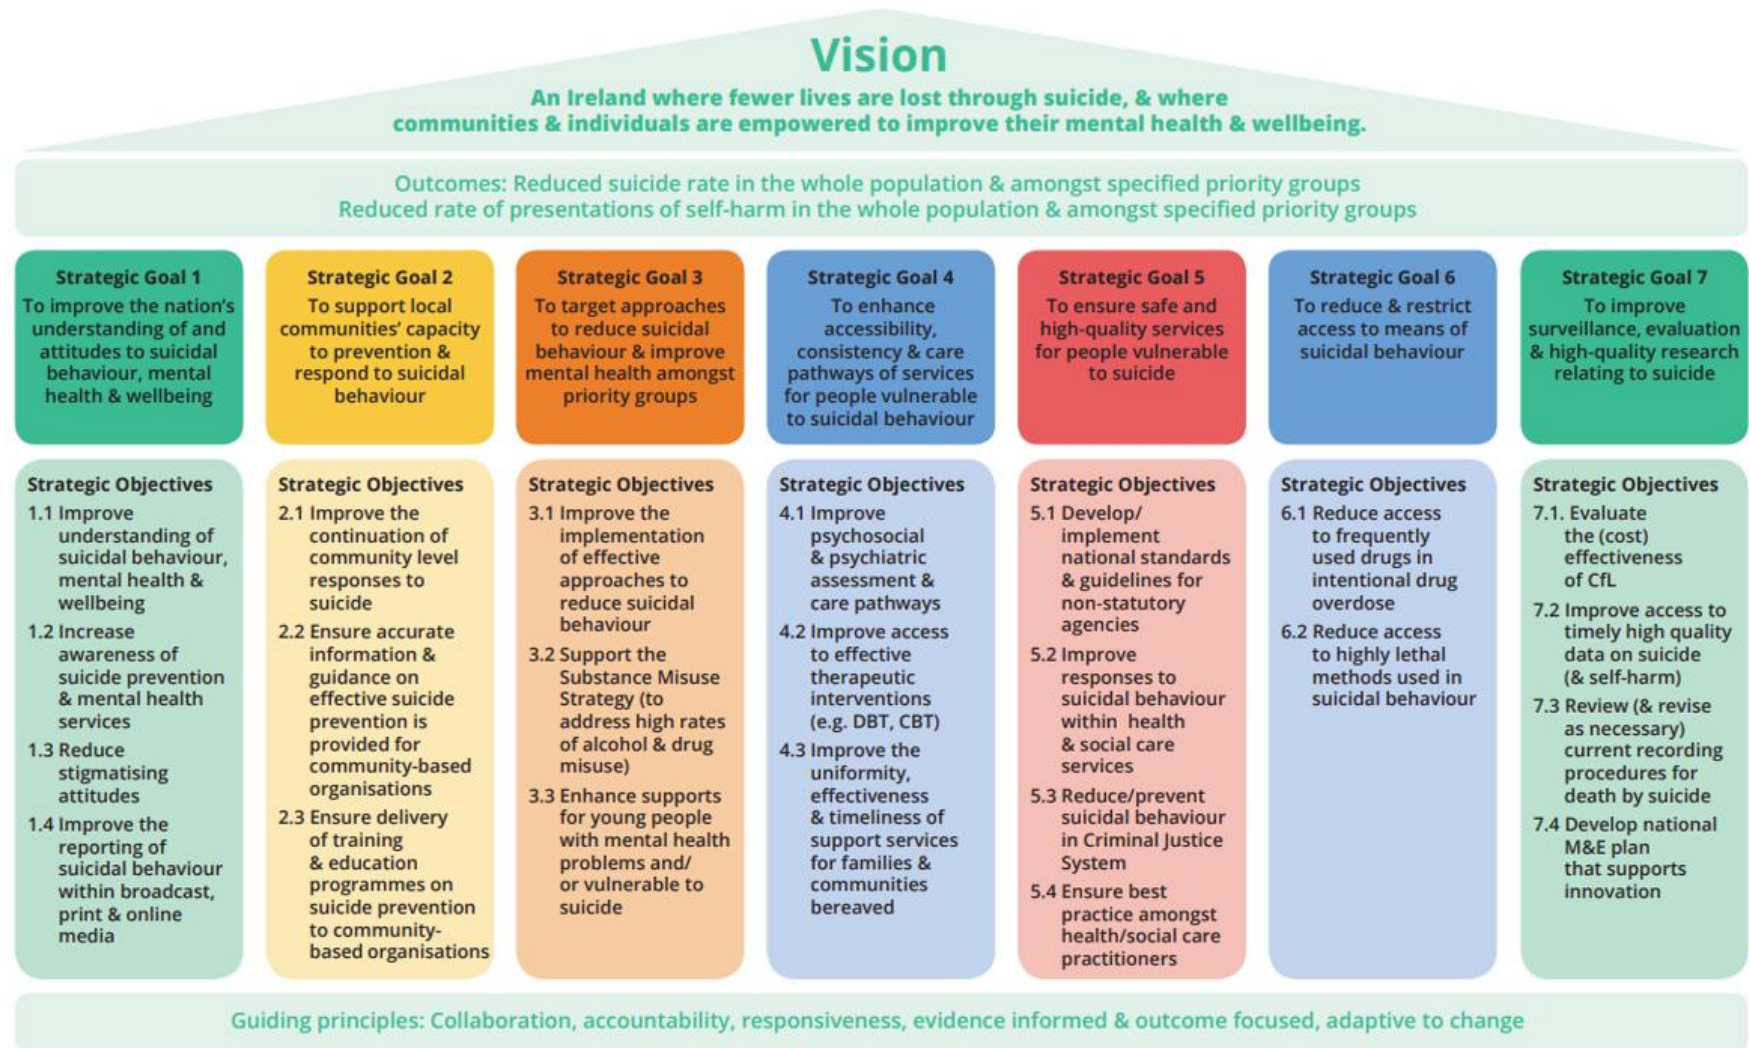 Vision
An Ireland where fewer lives are lost through suicide, & where
communities & individuals are empowered to improve their mental health & wellbeing.
Outcomes: Reduced suicide rate in the whole population & amongst specified priority groups
Reduced rate of presentations of self-harm in the whole population & amongst specified priority groups
Strategic Goal 1
To improve the nation's
understanding of and
attitudes to suicidal
behaviour, mental
health & wellbeing
Strategic Goal 2
To support local
communities' capacity
to prevention &
respond to suicidal
behaviour
Strategic Goal 3
To target approaches
to reduce suicidal
behaviour & improve
mental health amongst
priority groups
Strategic Goal 4
To enhance
accessibility,
consistency & care
pathways of services
for people vulnerable
to suicidal behaviour
Strategic Goal 5
To ensure safe and
high-quality services
for people vulnerable
to suicide
Strategic Goal 6
To reduce & restrict
access to means of
suicidal behaviour
Strategic Goal 7
To improve
surveillance, evaluation
& high-quality research
relating to suicide
Strategic Objectives
1.1 Improve
understanding of
suicidal behaviour,
mental health &
wellbeing
1.2 Increase
awareness of
suicide prevention
& mental health
services
1.3 Reduce
stigmatising
attitudes
1.4 Improve the
reporting of
suicidal behaviour
within broadcast,
print & online
media
Strategic Objectives
2.1 Improve the
continuation of
community level
responses to
suicide
2.2 Ensure accurate
information &
guidance on
effective suicide
prevention is
provided for
community-based
organisations
2.3 Ensure delivery
of training
& education
programmes on
suicide prevention
to community-
based organisations
Strategic Objectives
3.1 Improve the
implementation
of effective
approaches to
reduce suicidal
behaviour
3.2 Support the
Substance Misuse
Strategy (to
address high rates
of alcohol & drug
misuse)
3.3 Enhance supports
for young people
with mental health
problems and/
or vulnerable to
suicide
Strategic Objectives
4.1 Improve
psychosocial
& psychiatric
assessment &
care pathways
4.2 Improve access
to effective
therapeutic
interventions
(e.g. DBT, CBT)
4.3 Improve the
uniformity,
effectiveness
& timeliness of
support services
for families &
communities
bereaved
Strategic Objectives
5.1 Develop/
implement
national standards
& guidelines for
non-statutory
agencies
5.2 Improve
responses to
suicidal behaviour
within health
& social care
services
5.3 Reduce/prevent
suicidal behaviour
in Criminal Justice
System
5.4 Ensure best
practice amongst
health/social care
practitioners
Strategic Objectives
6.1 Reduce access
to frequently
used drugs in
intentional drug
overdose
6.2 Reduce access
to highly lethal
methods used in
suicidal behaviour
Strategic Objectives
7.1. Evaluate
the (cost)
effectiveness
of CfL
7.2 Improve access to
timely high quality
data on suicide
(& self-harm)
7.3 Review (& revise
as necessary)
current recording
procedures for
death by suicide
7.4 Develop national
M&E plan
that supports
innovation
Guiding principles: Collaboration, accountability, responsiveness, evidence informed & outcome focused, adaptive to change